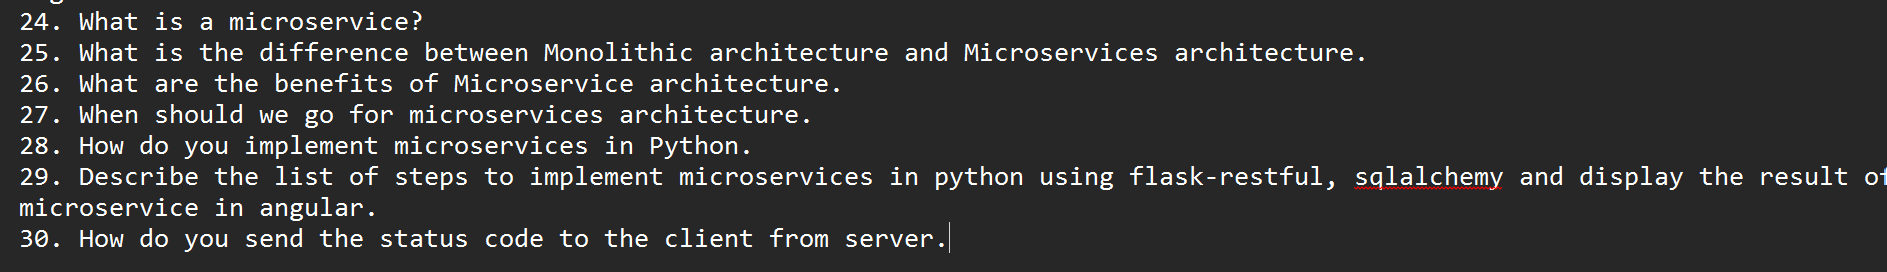 24. What is a microservice?
25. What is the difference between Monolithic architecture and Microservices architecture.
26. What are the benefits of Microservice architecture.
27. When should we go for microservices architecture.
28. How do you implement microservices in Python.
29. Describe the list of steps to implement microservices in python using flask-restful, sqlalchemy and display the result of
microservice in angular.
30. How do you send the status code to the client from server.